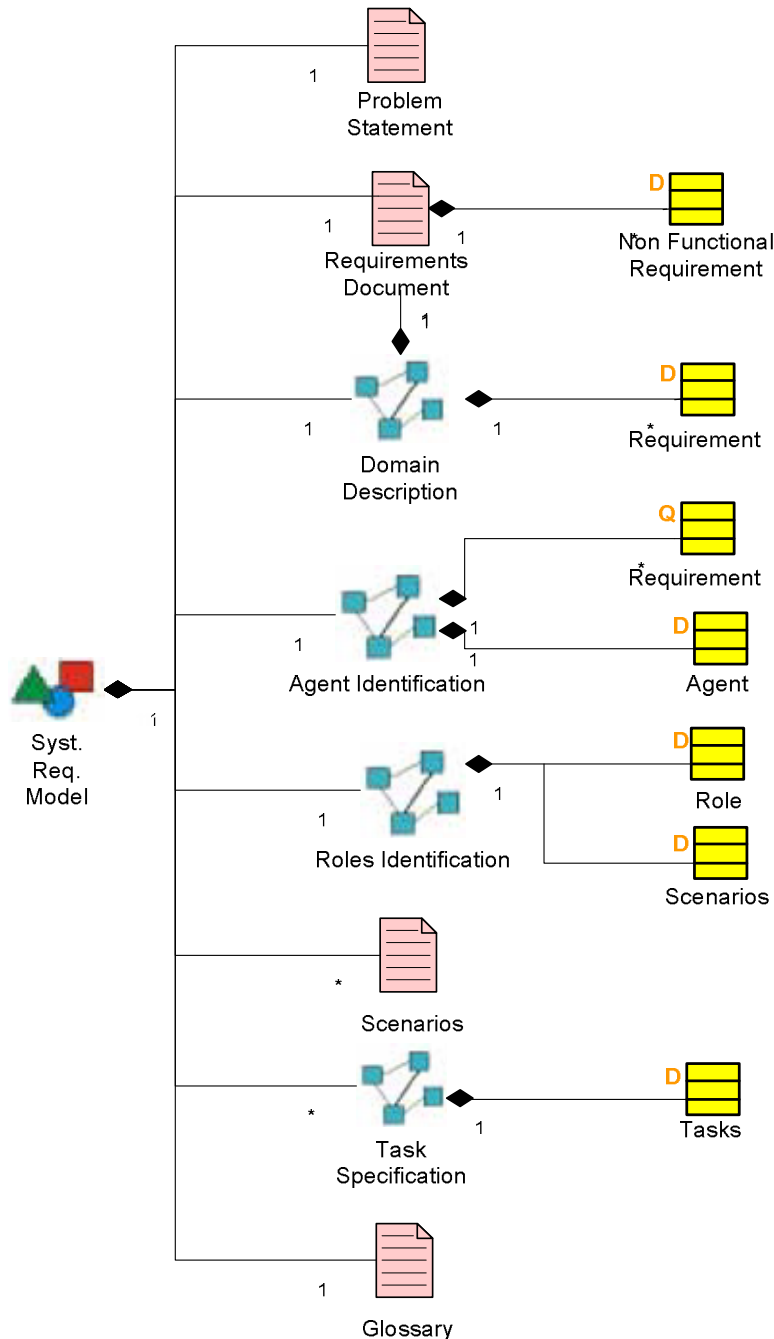 1
Problem
Statement
D
1
1
*
Non Functional
Requirement
Requirements
Document
1
D
1
1
*
Requirement
Domain
Description
Q
*
Requirement
1
1
D
1
Agent Identification
Agent
1
Syst.
Req.
Model
D
1
Role
1
Roles Identification
D
Scenarios
*
Scenarios
D
*
1
Tasks
Task
Specification
1
Glossary